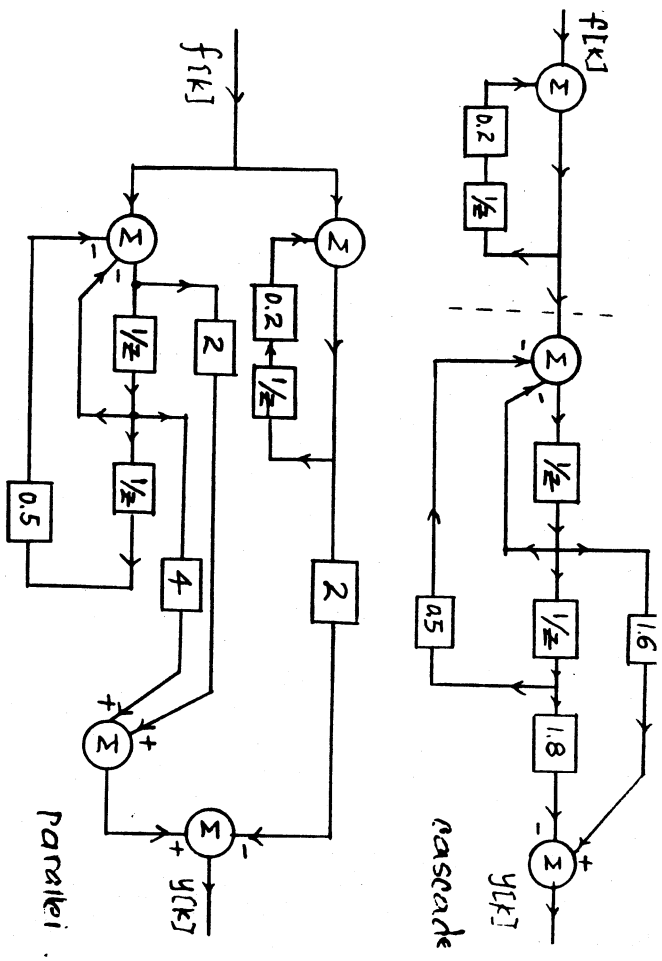 1.6
f[k]
Σ Σ 1/z 1/z 1.8 Σ
- - - +
y[k]
0.2 1/z
0.5
cascade
Σ 2
0.2 1/z
f[k]
2
Σ
- +
y[k]
4
Σ 1/z 1/z
- -
+ +
Σ
0.5
Parallel